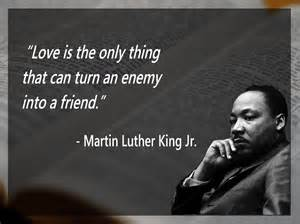 “Love is the only thing
that can turn an enemy
into a friend.”
- Martin Luther King Jr.